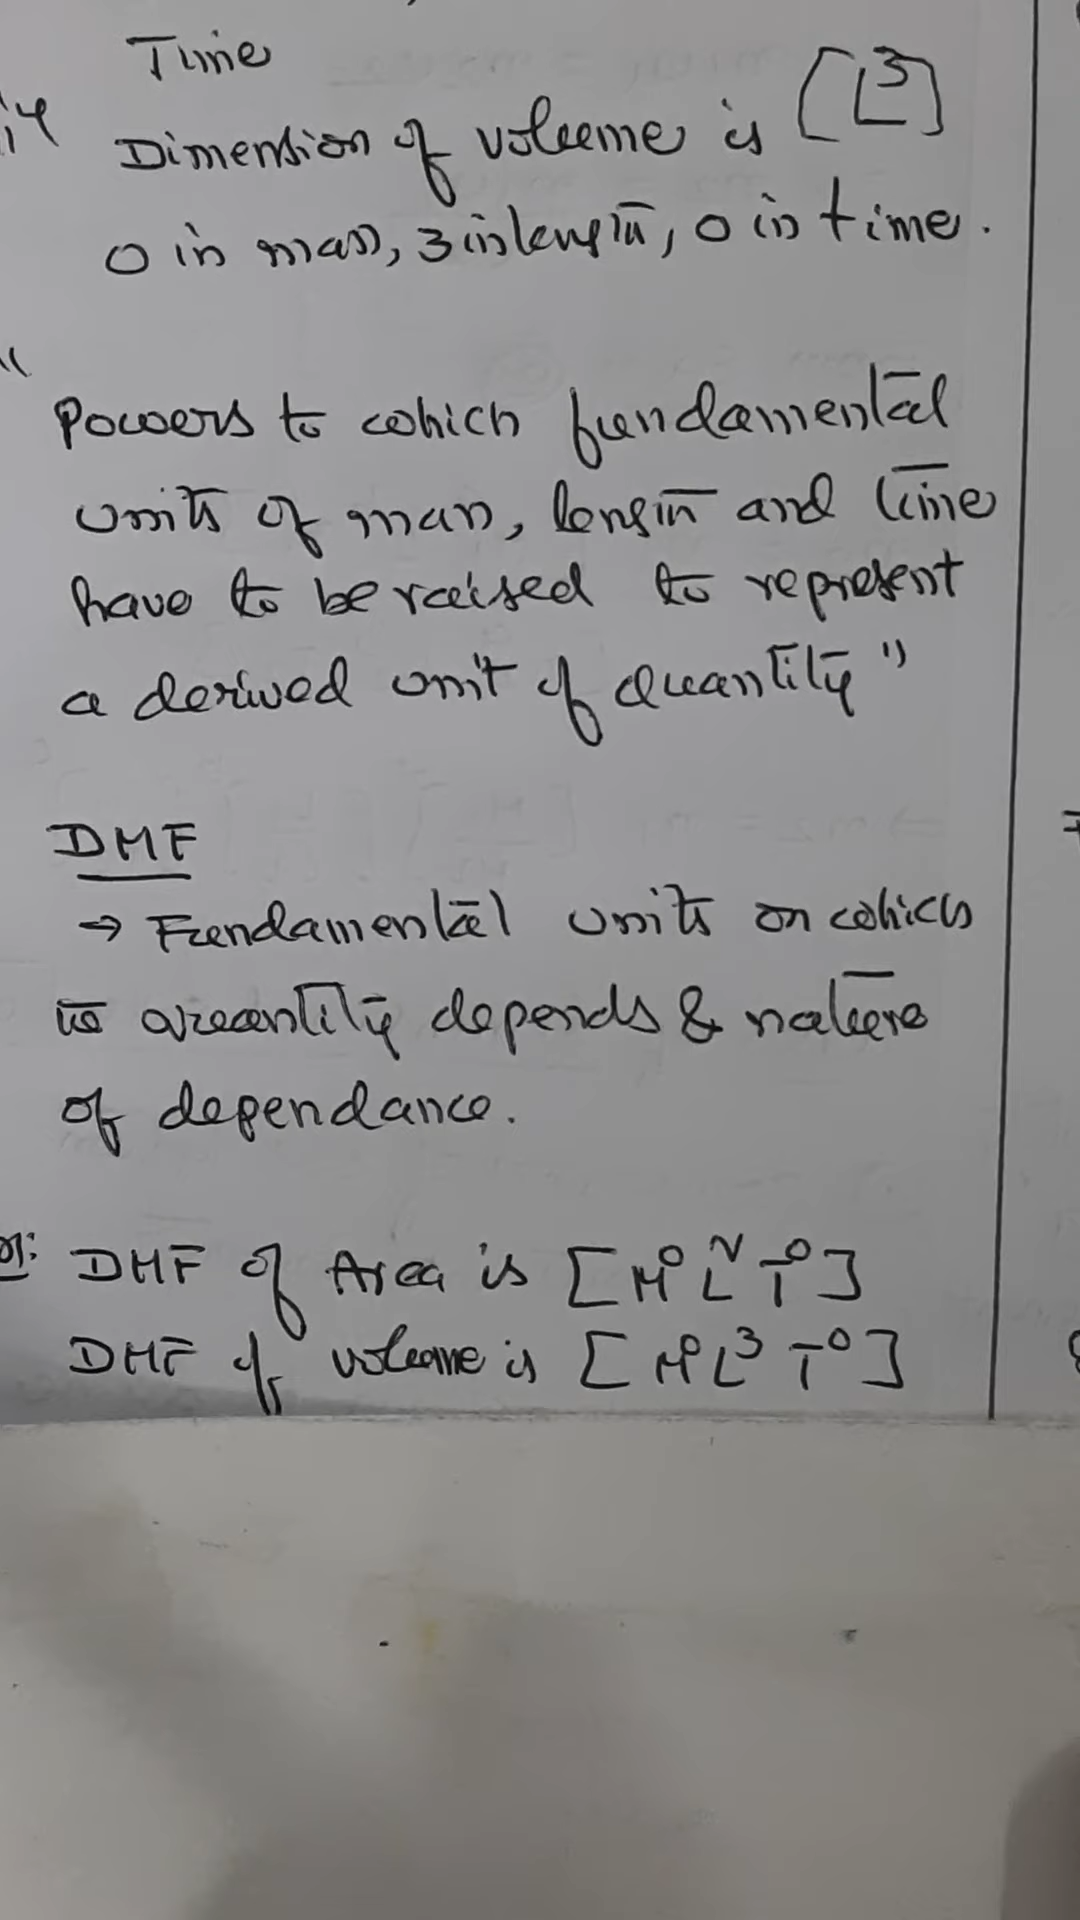 Time
Dimension of volume is [L³]
0 in mass, 3 in length, 0 in time.
"
Powers to which fundamental
units of mass, length and time
have to be raised to represent
a derived unit of quantity"
DMF
→ Fundamental units on which
quantity depends & nature
of dependance.
DMF of Area is [M⁰L²T⁰]
DMF of volume is [M⁰L³T⁰]